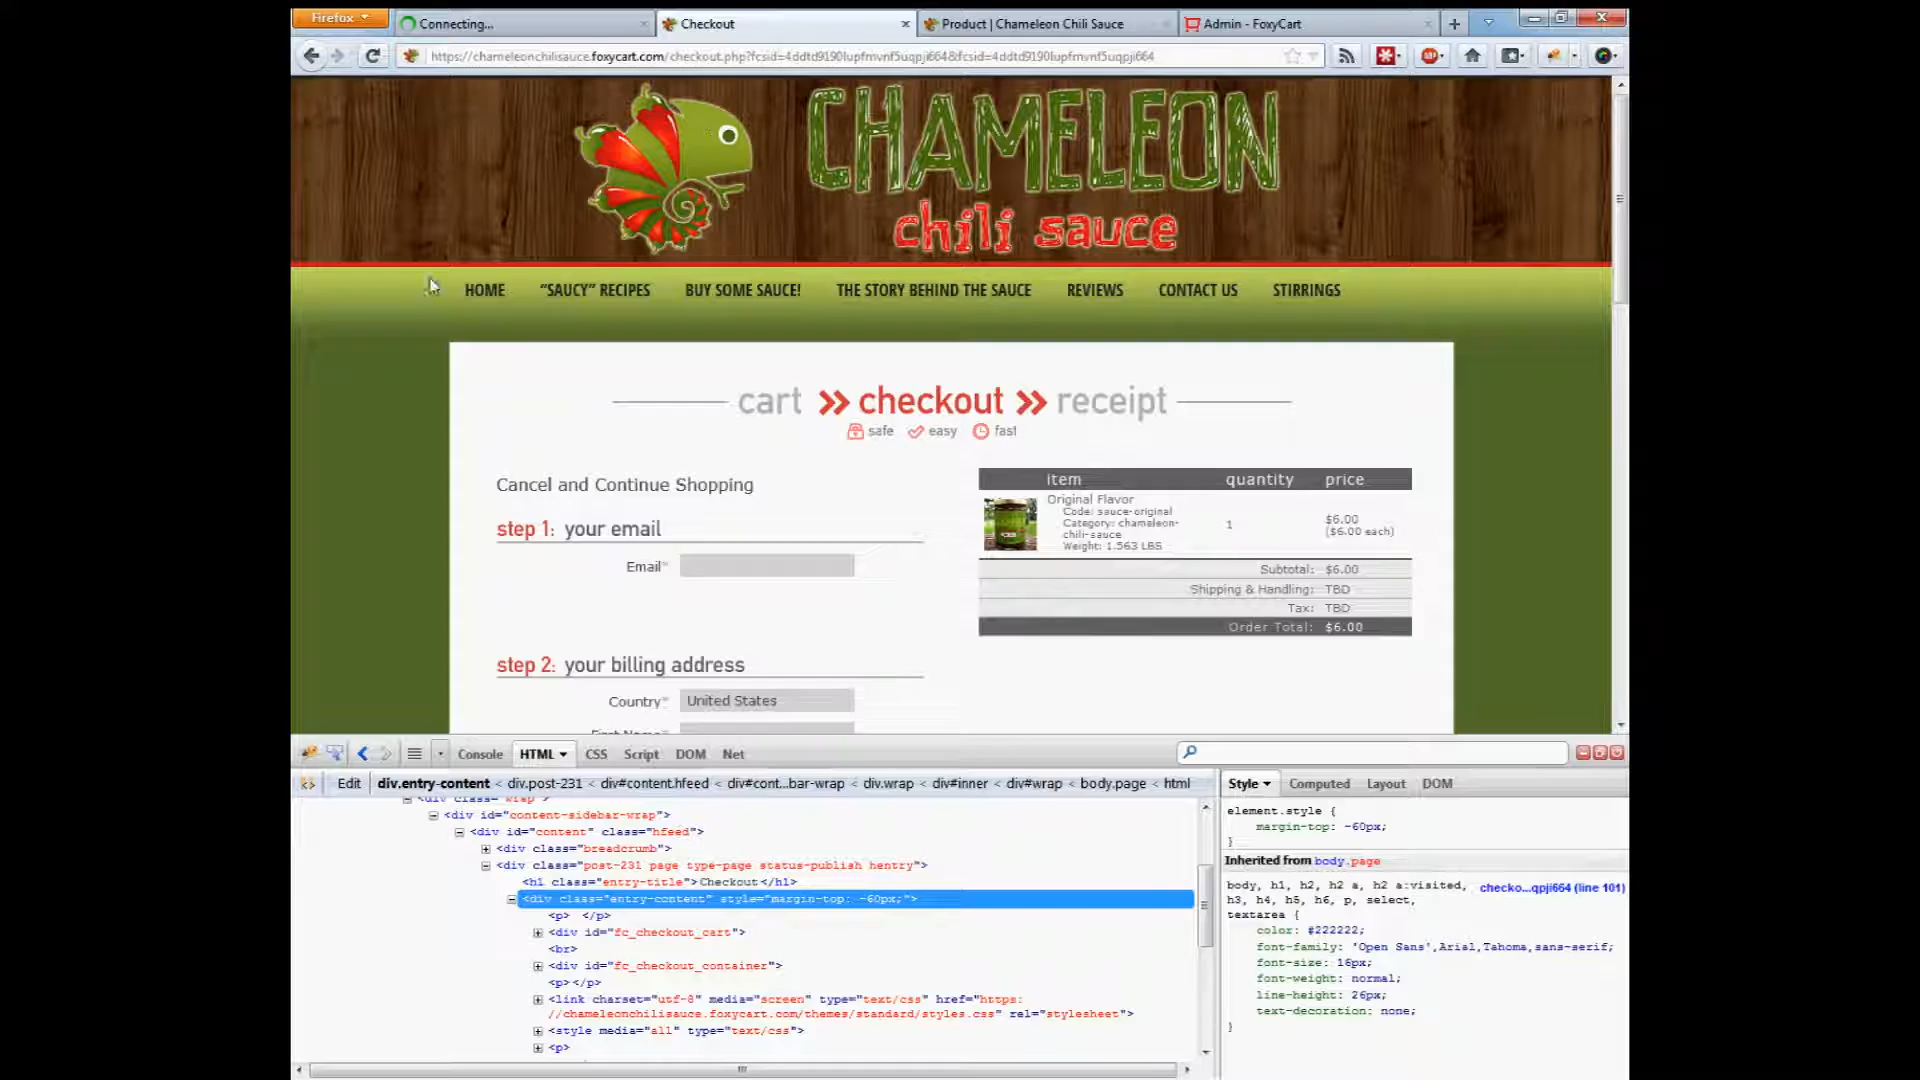 Firefox
Connecting...
Checkout
Product | Chameleon Chili Sauce
Admin - FoxyCart
https://chameleonchilisauce.foxycart.com/checkout.php?fcsid=4ddtd9190lupfmvnf5uqpji664&fcsid=4ddtd9190lupfmvnf5uqpji664
CHAMELEON
chili sauce
HOME
"SAUCY" RECIPES
BUY SOME SAUCE!
THE STORY BEHIND THE SAUCE
REVIEWS
CONTACT US
STIRRINGS
cart >> checkout >> receipt
safe easy fast
Cancel and Continue Shopping
step 1: your email
Email*
step 2: your billing address
Country* United States
item quantity price
Original Flavor
Code: sauce-original
Category: chameleon-
chili-sauce
Weight: 1.563 LBS
1
$6.00
($6.00 each)
Subtotal: $6.00
Shipping & Handling: TBD
Tax: TBD
Order Total: $6.00
Console HTML CSS Script DOM Net
Edit div.entry-content < div.post-231 < div#content.hfeed < div#cont...bar-wrap < div.wrap < div#inner < div#wrap < body.page < html
<div class="wrap">
<div id="content-sidebar-wrap">
<div id="content" class="hfeed">
<div class="breadcrumb">
<div class="post-231 page type-page status-publish hentry">
<h1 class="entry-title">Checkout</h1>
<div class="entry-content" style="margin-top: -60px;">
<p> </p>
<div id="fc_checkout_cart">
<br>
<div id="fc_checkout_container">
<p></p>
<link charset="utf-8" media="screen" type="text/css" href="https:
//chameleonchilisauce.foxycart.com/themes/standard/styles.css" rel="stylesheet">
<style media="all" type="text/css">
<p>
Style Computed Layout DOM
element.style {
margin-top: -60px;
}
Inherited from body.page
body, h1, h2, h2 a, h2 a:visited, checko...qpji664 (line 101)
h3, h4, h5, h6, p, select,
textarea {
color: #222222;
font-family: 'Open Sans',Arial,Tahoma,sans-serif;
font-size: 16px;
font-weight: normal;
line-height: 26px;
text-decoration: none;
}